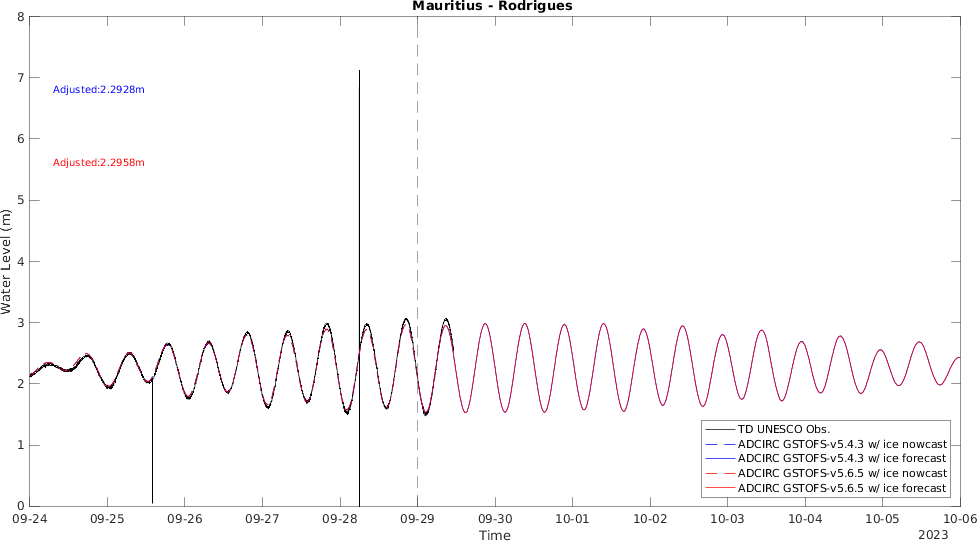 Mauritius - Rodrigues
8
7
6
5
4
3
2
1
0
Water Level (m)
Adjusted:2.2928m
Adjusted:2.2958m
TD UNESCO Obs.
ADCIRC GSTOFS-v5.4.3 w/ ice nowcast
ADCIRC GSTOFS-v5.4.3 w/ ice forecast
ADCIRC GSTOFS-v5.6.5 w/ ice nowcast
ADCIRC GSTOFS-v5.6.5 w/ ice forecast
09-24 09-25 09-26 09-27 09-28 09-29 09-30 10-01 10-02 10-03 10-04 10-05 10-06
Time
2023